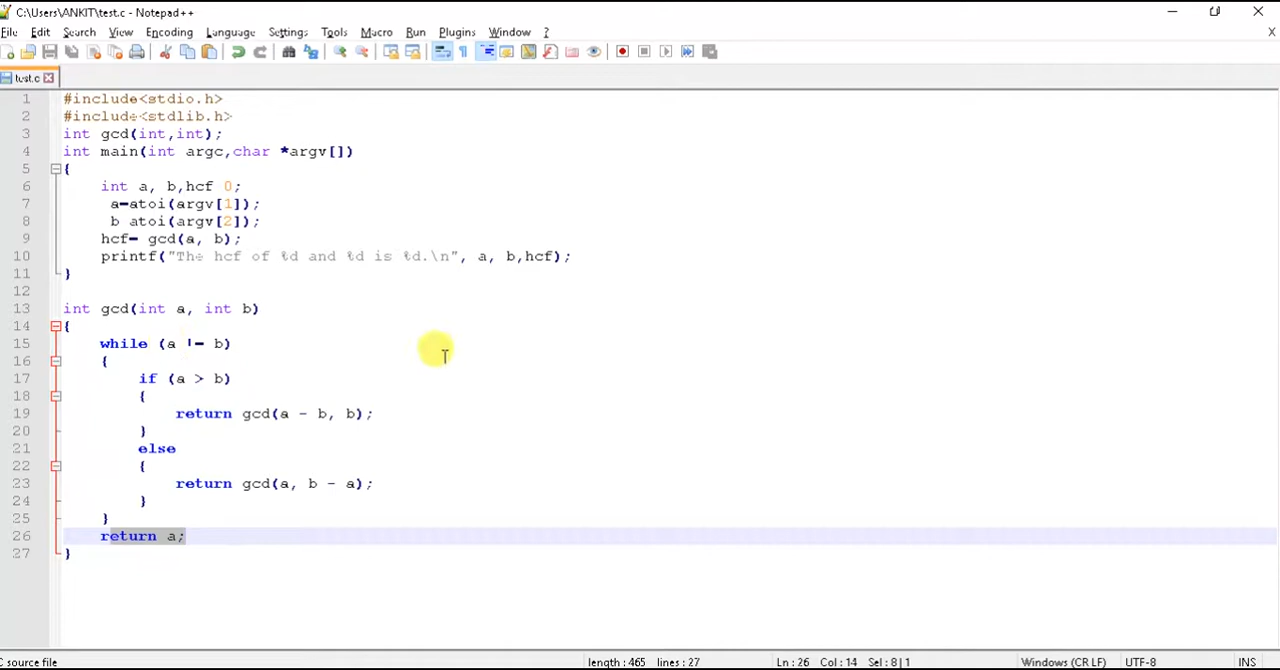 C:\Users\ANKIT\test.c - Notepad++
File Edit Search View Encoding Language Settings Tools Macro Run Plugins Window ? X
test.c
1 #include<stdio.h>
2 #include<stdlib.h>
3 int gcd(int,int);
4 int main(int argc,char *argv[])
5 {
6 int a, b,hcf 0;
7 a=atoi(argv[1]);
8 b atoi(argv[2]);
9 hcf= gcd(a, b);
10 printf("The hcf of %d and %d is %d.\n", a, b,hcf);
11 }
12
13 int gcd(int a, int b)
14 {
15 while (a != b)
16 {
17 if (a > b)
18 {
19 return gcd(a - b, b);
20 }
21 else
22 {
23 return gcd(a, b - a);
24 }
25 }
26 return a;
27 }
C source file length : 465 lines : 27 Ln : 26 Col : 14 Sel : 8 | 1 Windows (CR LF) UTF-8 INS